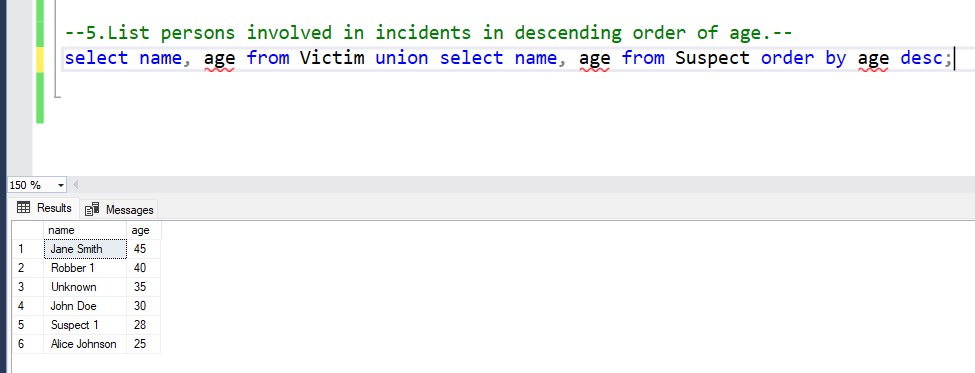 --5.List persons involved in incidents in descending order of age.--
select name, age from Victim union select name, age from Suspect order by age desc;
150 %
Results Messages
name age
1 Jane Smith 45
2 Robber 1 40
3 Unknown 35
4 John Doe 30
5 Suspect 1 28
6 Alice Johnson 25